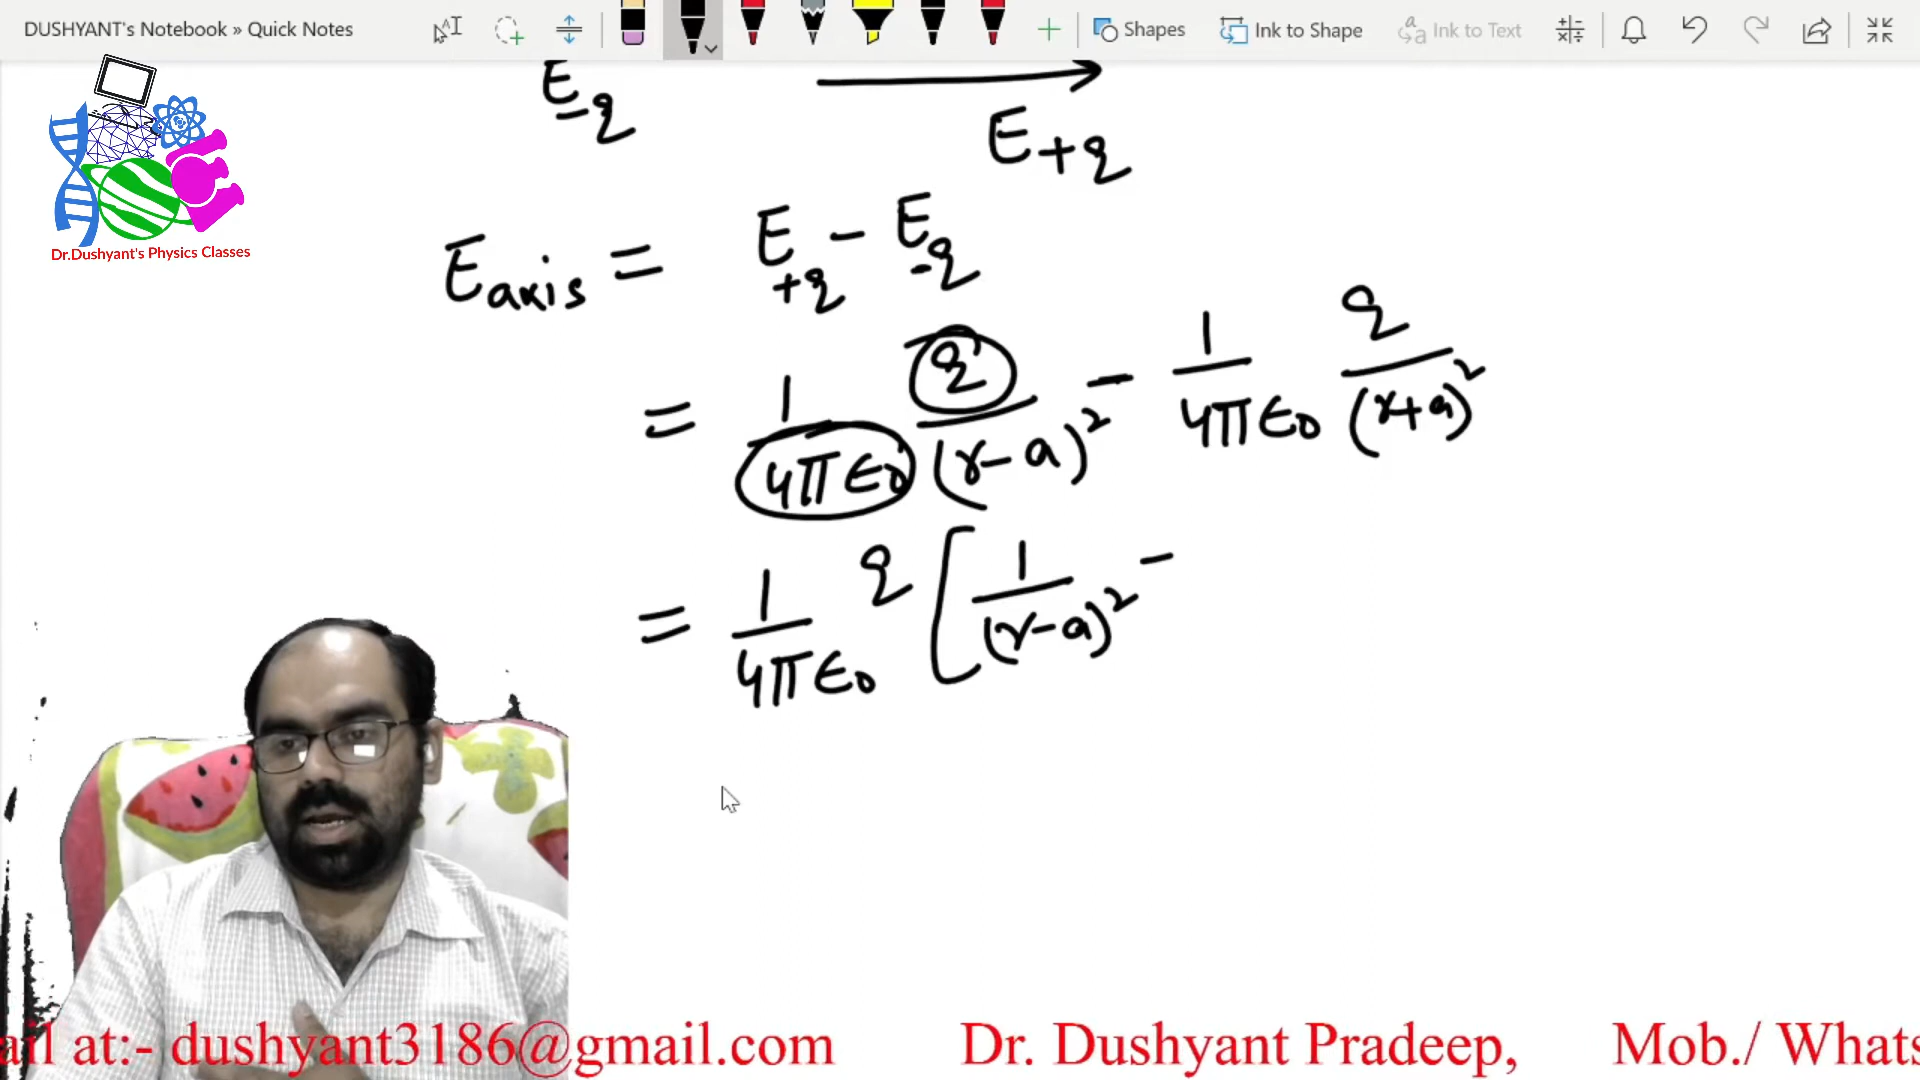 DUSHYANT's Notebook » Quick Notes
Shapes
Ink to Shape
Ink to Text
E₋q
E₊q
Dr.Dushyant's Physics Classes
Eaxis = E₊q − E₋q
= 1/4πε₀ q/(r−a)² − 1/4πε₀ q/(r+a)²
= 1/4πε₀ q [1/(r−a)² −
ail at:- dushyant3186@gmail.com Dr. Dushyant Pradeep, Mob./ Whats